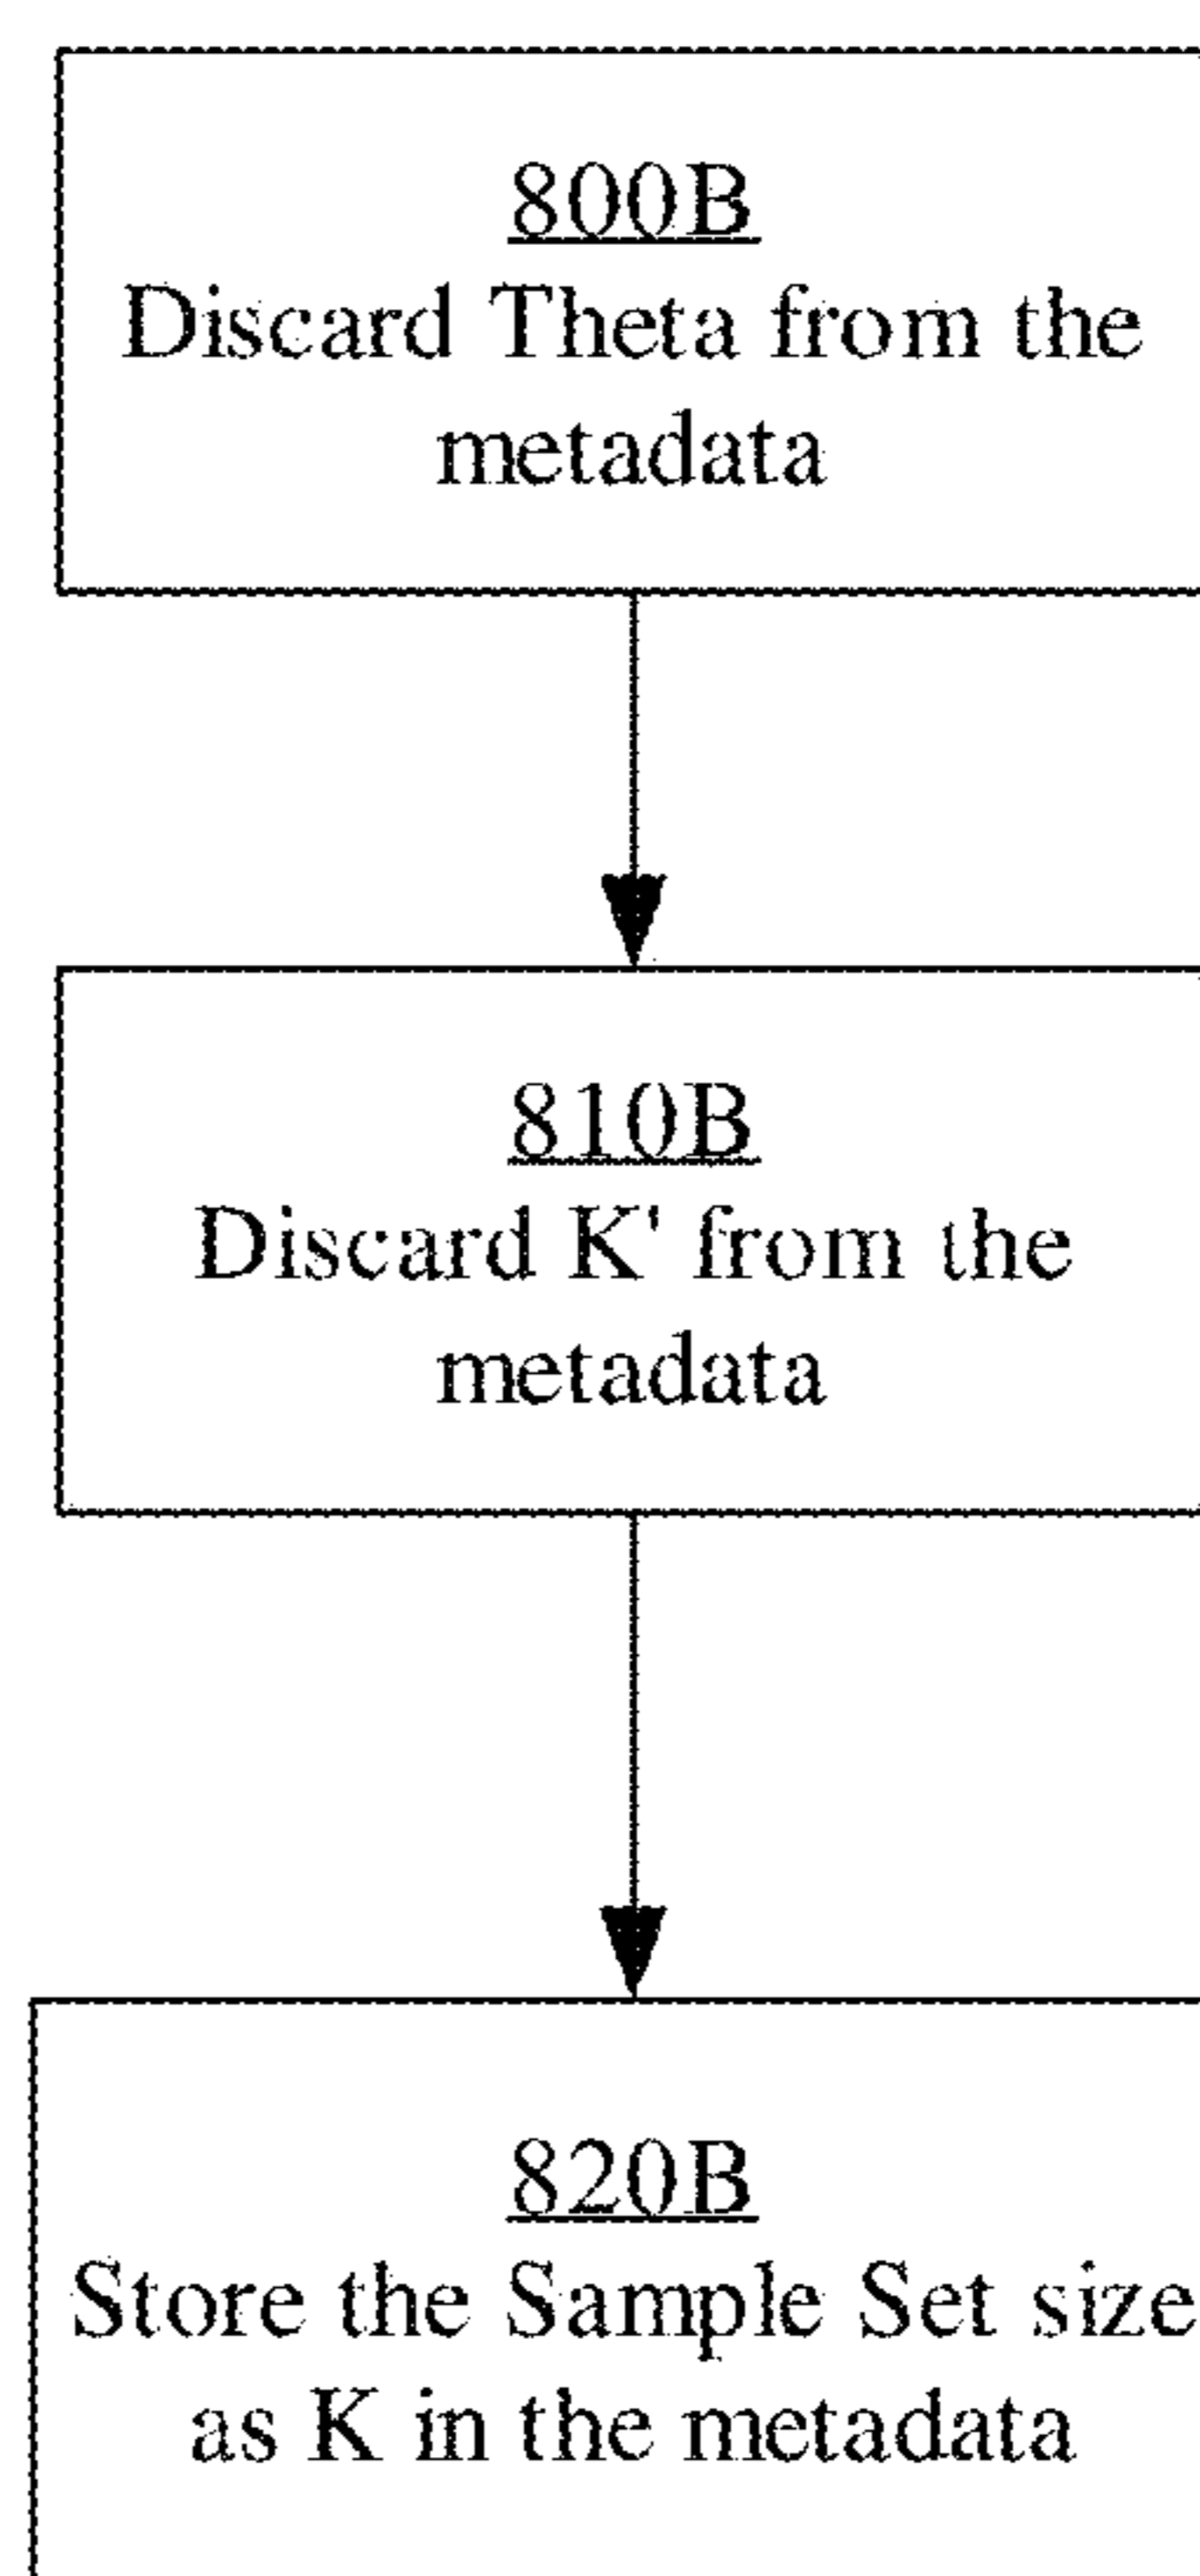 800B
Discard Theta from the
metadata
810B
Discard K' from the
metadata
820B
Store the Sample Set size
as K in the metadata